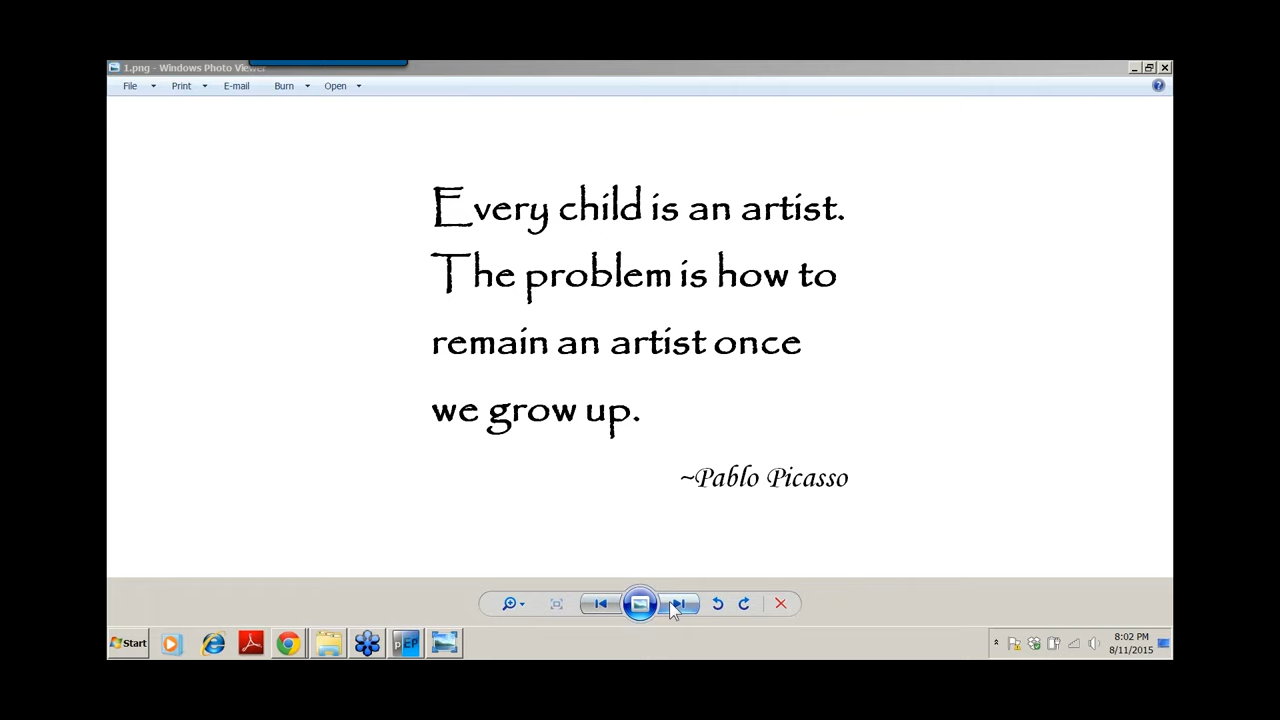 1.png - Windows Photo Viewer
File Print E-mail Burn Open
Every child is an artist.
The problem is how to
remain an artist once
we grow up.
~Pablo Picasso
Start
pEP
8:02 PM
8/11/2015